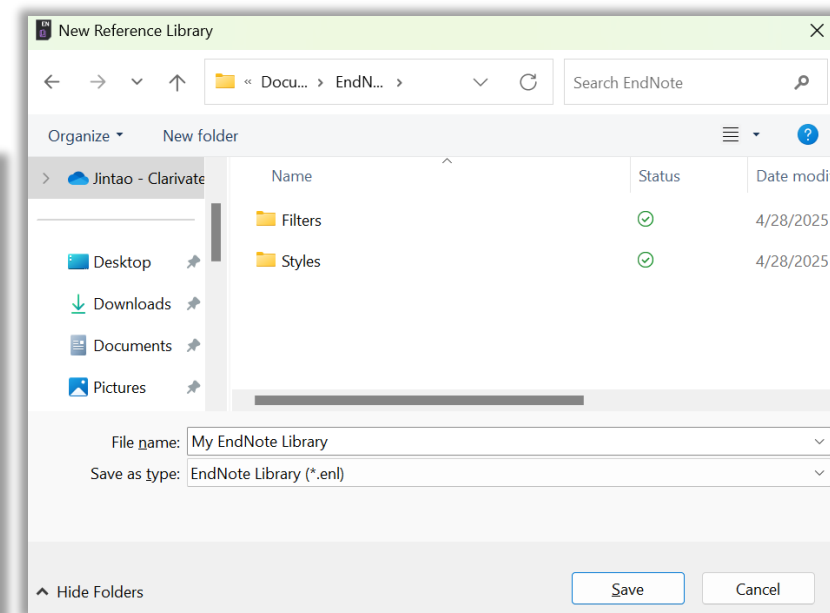 EN
New Reference Library
« Docu... › EndN... ›
Search EndNote
Organize
New folder
?
Jintao - Clarivate
Name
Status
Date modi
Filters
4/28/2025
Styles
4/28/2025
Desktop
Downloads
Documents
Pictures
File name: My EndNote Library
Save as type: EndNote Library (*.enl)
Hide Folders
Save
Cancel